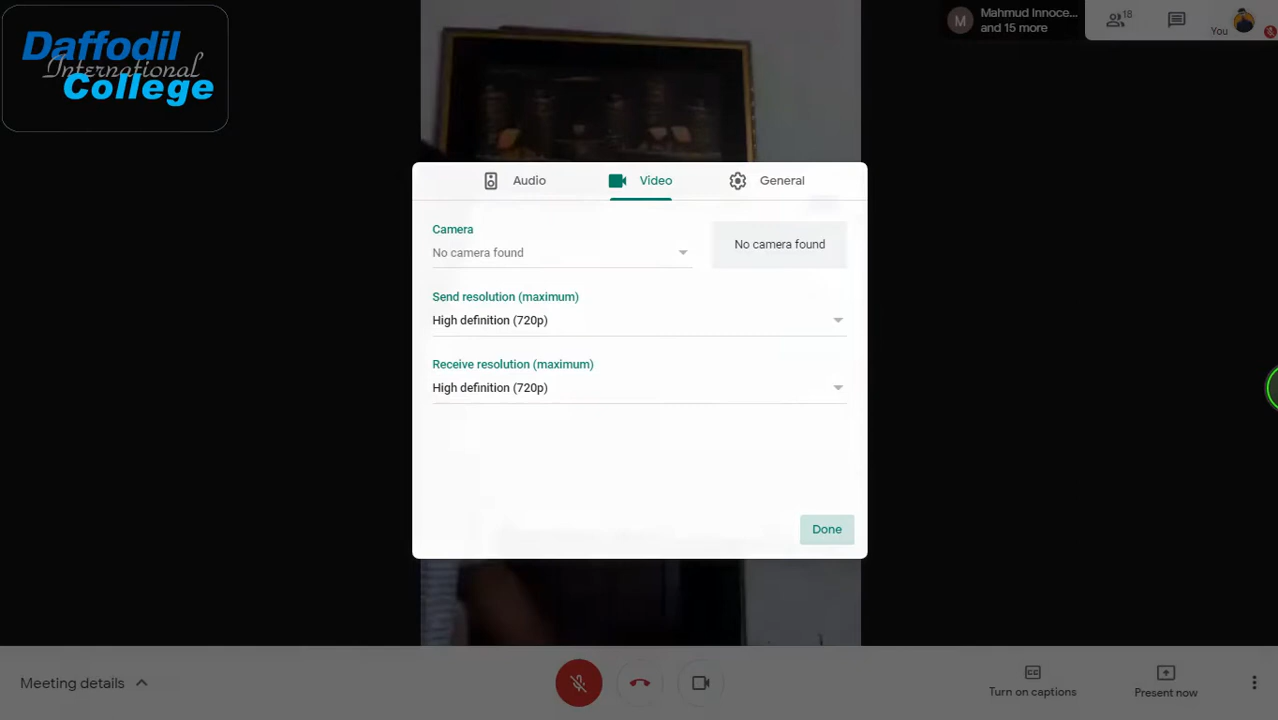 Daffodil
International
College
M
Mahmud Innoce...
and 15 more
18
You
Audio
Video
General
Camera
No camera found
No camera found
Send resolution (maximum)
High definition (720p)
Receive resolution (maximum)
High definition (720p)
Done
Meeting details
CC
Turn on captions
Present now